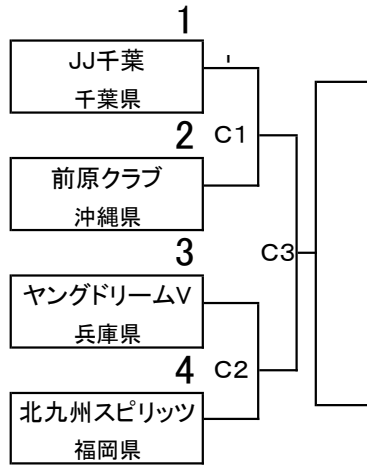 1
JJ千葉
千葉県
2
C1
前原クラブ
沖縄県
3
C3
ヤングドリームV
兵庫県
4
C2
北九州スピリッツ
福岡県